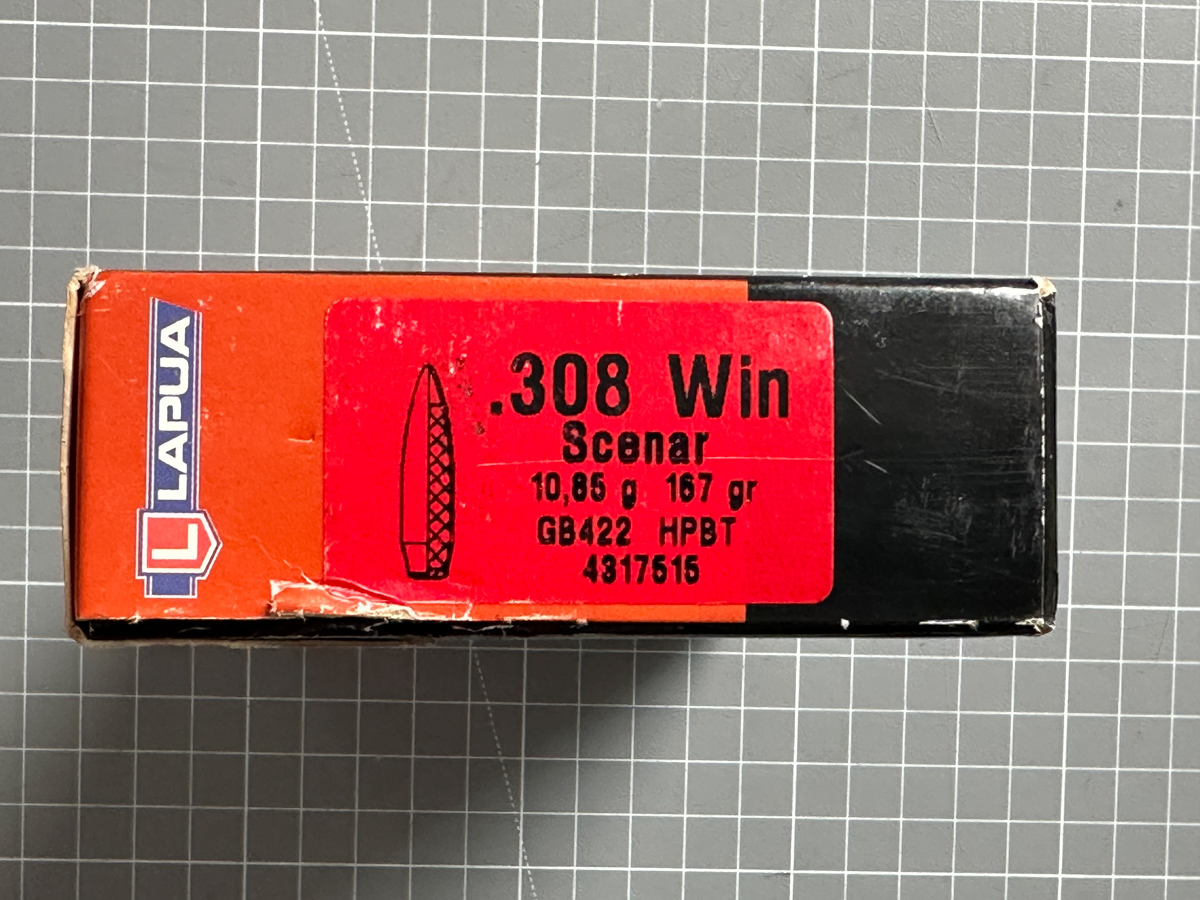 LAPUA
L
.308 Win
Scenar
10,85 g 167 gr
GB422 HPBT
4317515